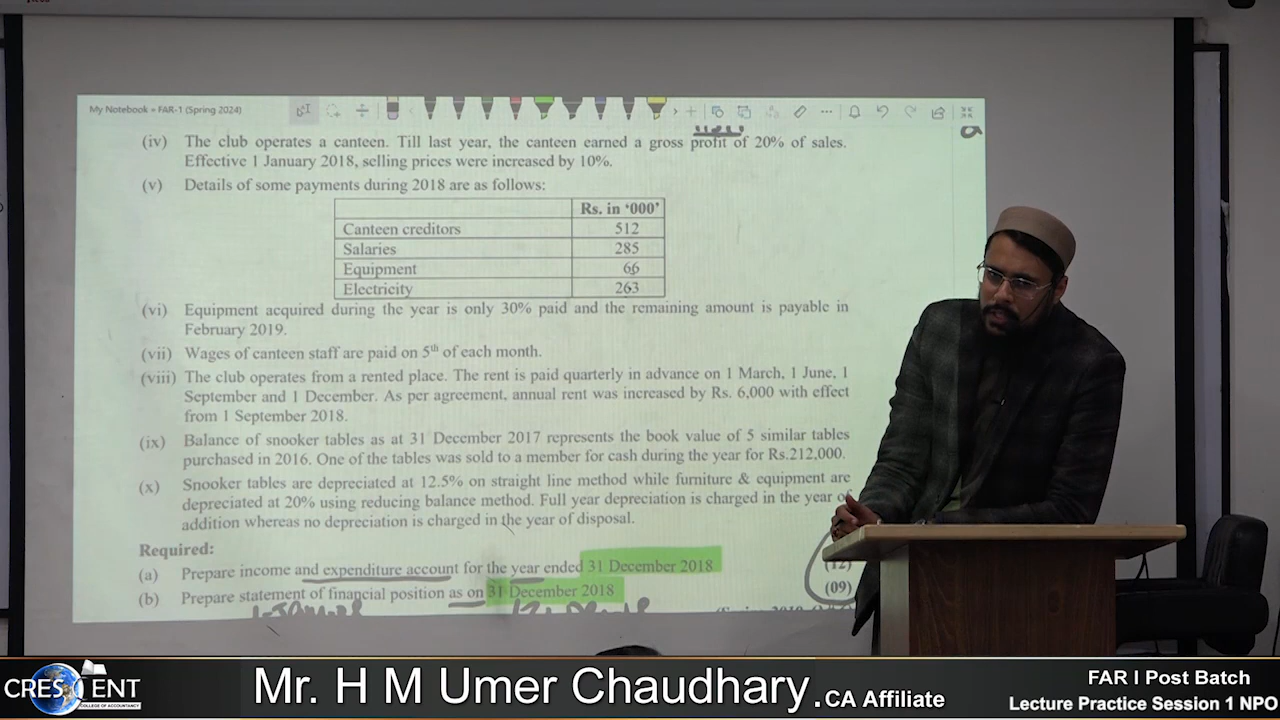 My Notebook - FAR-1 (Spring 2024)
(iv) The club operates a canteen. Till last year, the canteen earned a gross profit of 20% of sales.
Effective 1 January 2018, selling prices were increased by 10%.
(v) Details of some payments during 2018 are as follows:
Rs. in ‘000’
Canteen creditors 512
Salaries 285
Equipment 66
Electricity 263
(vi) Equipment acquired during the year is only 30% paid and the remaining amount is payable in
February 2019.
(vii) Wages of canteen staff are paid on 5th of each month.
(viii) The club operates from a rented place. The rent is paid quarterly in advance on 1 March, 1 June, 1
September and 1 December. As per agreement, annual rent was increased by Rs. 6,000 with effect
from 1 September 2018.
(ix) Balance of snooker tables as at 31 December 2017 represents the book value of 5 similar tables
purchased in 2016. One of the tables was sold to a member for cash during the year for Rs.212,000.
(x) Snooker tables are depreciated at 12.5% on straight line method while furniture & equipment are
depreciated at 20% using reducing balance method. Full year depreciation is charged in the year of
addition whereas no depreciation is charged in the year of disposal.
Required:
(a) Prepare income and expenditure account for the year ended 31 December 2018 (12)
(b) Prepare statement of financial position as on 31 December 2018 (09)
CRESCENT
COLLEGE OF ACCOUNTANCY
Mr. H M Umer Chaudhary. CA Affiliate
FAR I Post Batch
Lecture Practice Session 1 NPO